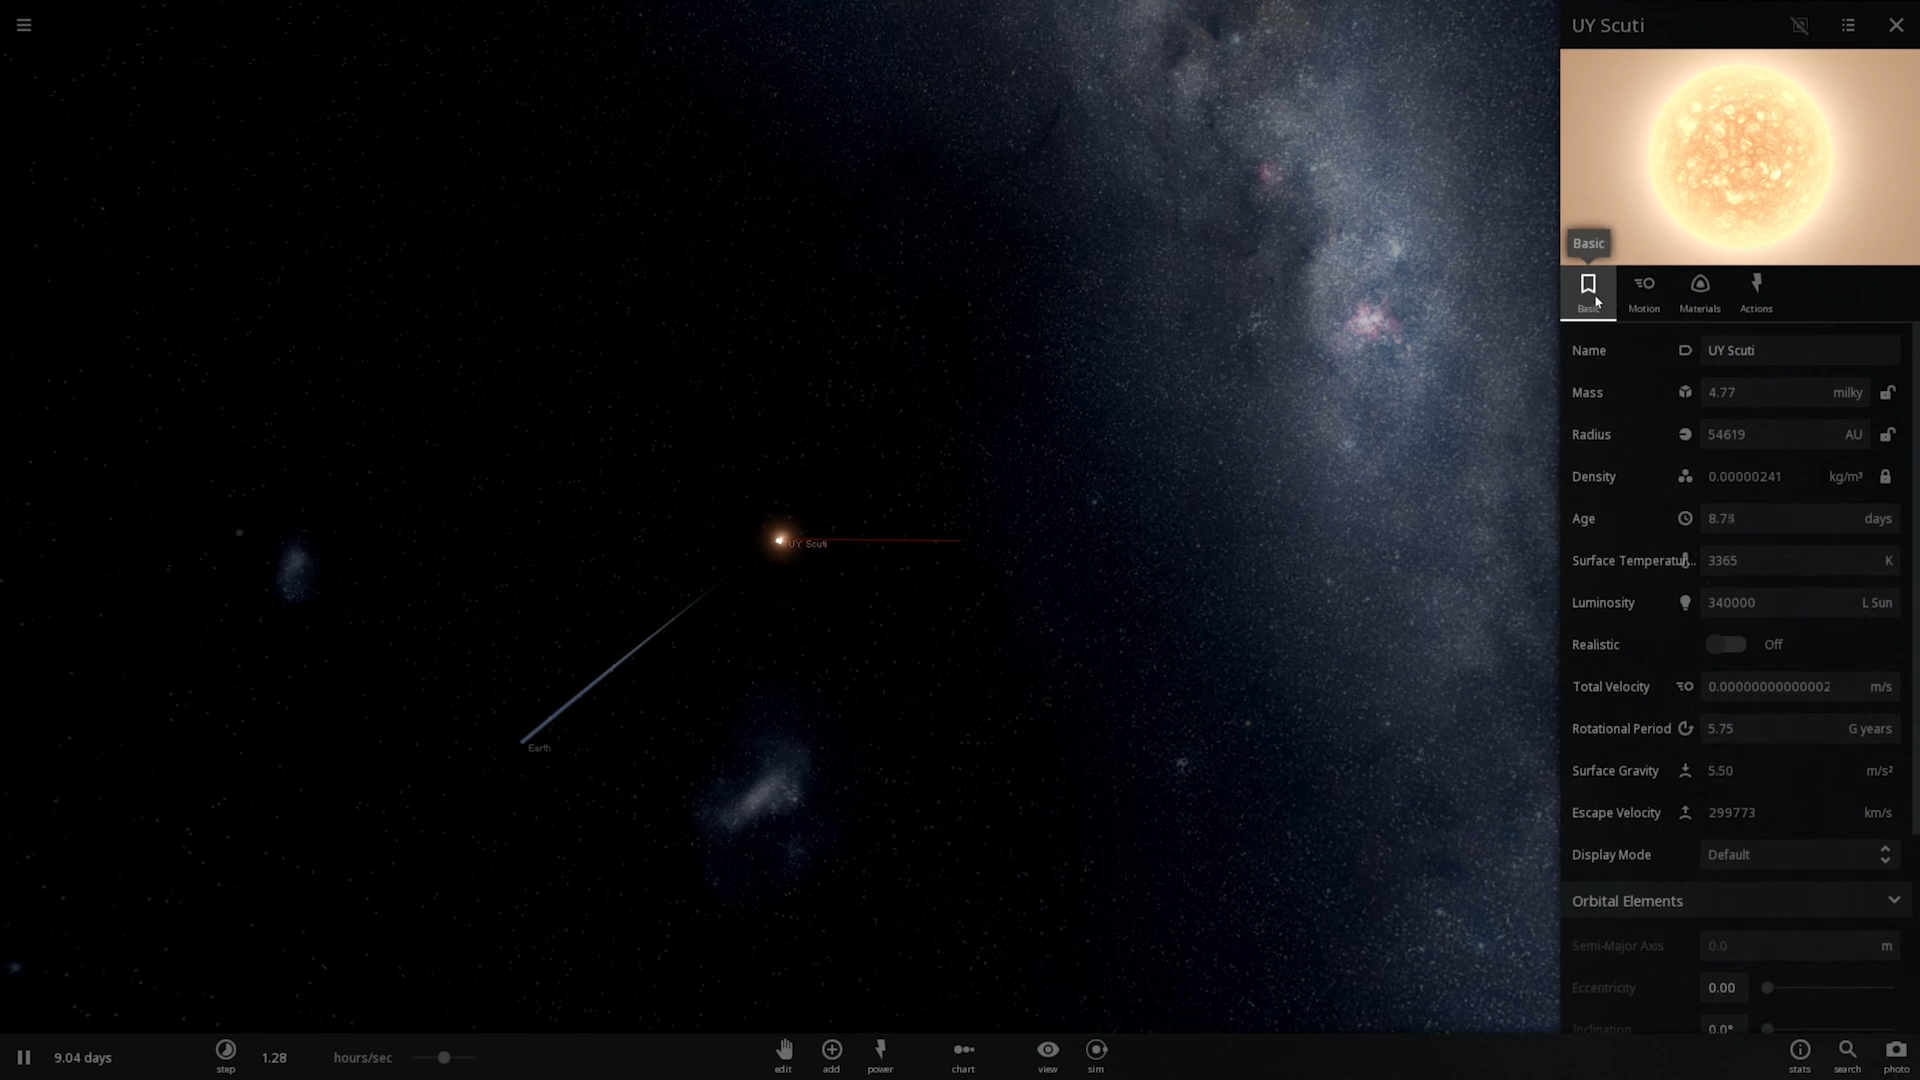 UY Scuti
Basic
Basic
Motion
Materials
Actions
Name UY Scuti
Mass 4.77 milky
Radius 54619 AU
Density 0.00000241 kg/m³
Age days
Surface Temperatur... 3365 K
Luminosity 340000 L Sun
Realistic Off
Total Velocity 0.00000000000002 m/s
Rotational Period 5.75 G years
Surface Gravity 5.50 m/s²
Escape Velocity 299773 km/s
Display Mode Default
Orbital Elements
Semi-Major Axis 0.0 m
Eccentricity 0.00
Inclination 0.0°
UY Scuti
Earth
9.04 days
step
1.28 hours/sec
edit
add
power
chart
view
sim
stats
search
photo